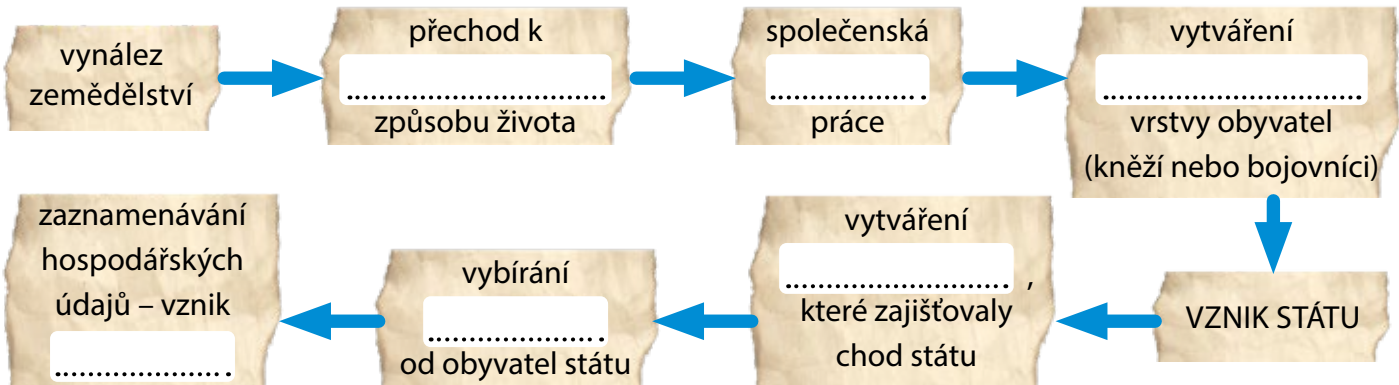 vynález
zemědělství
přechod k
..............................
způsobu života
společenská
.................. .
práce
vytváření
..............................
vrstvy obyvatel
(kněží nebo bojovníci)
VZNIK STÁTU
vytváření
.......................... . ,
které zajišťovaly
chod státu
vybírání
.................... .
od obyvatel státu
zaznamenávání
hospodářských
údajů – vznik
.................... .